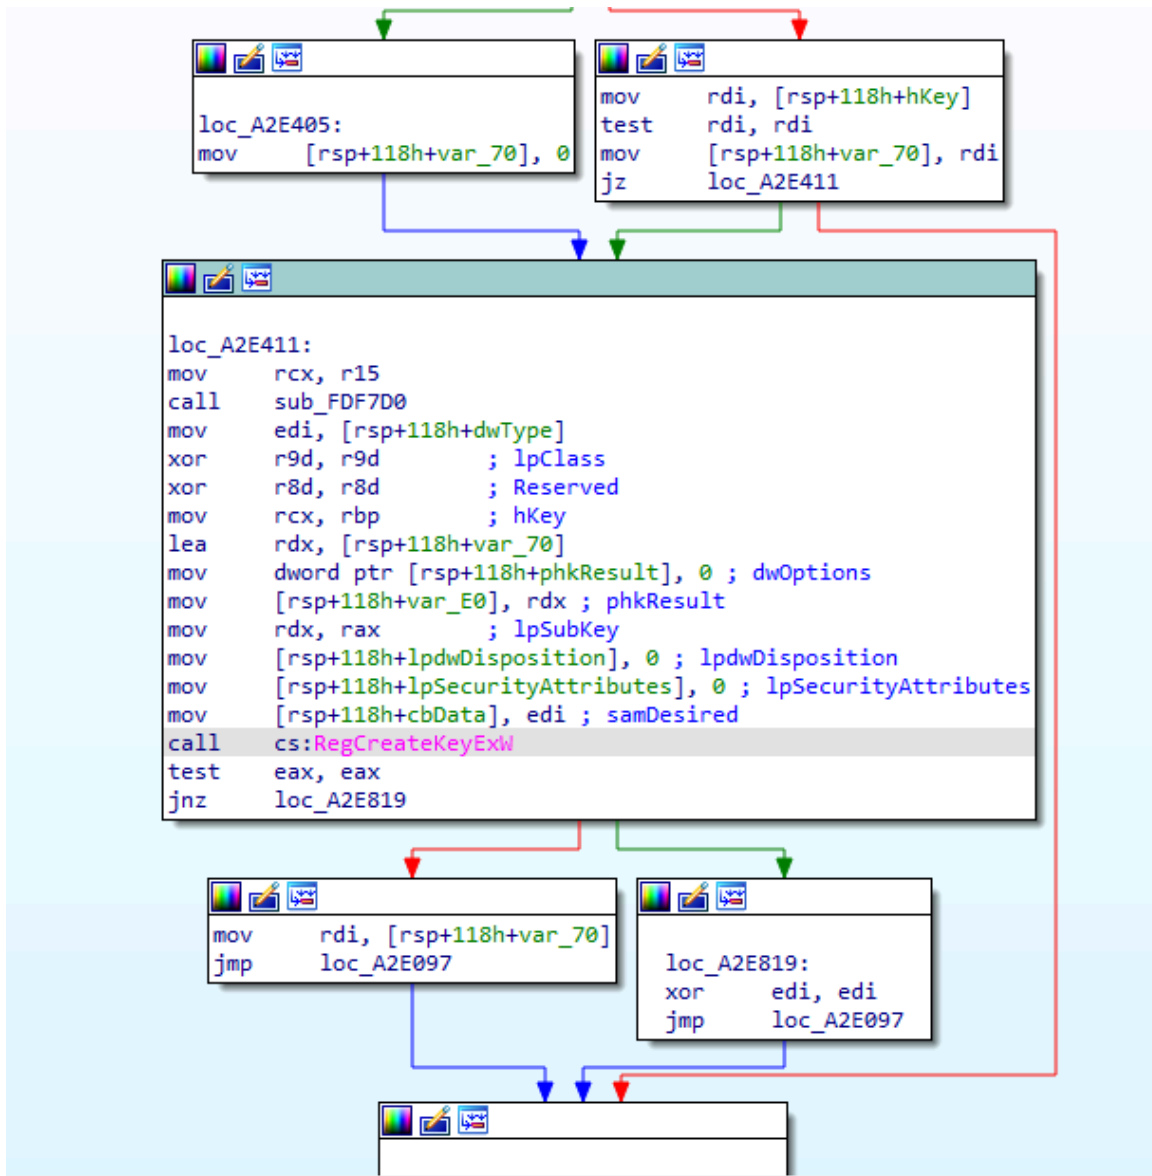 loc_A2E405:
mov [rsp+118h+var_70], 0
mov rdi, [rsp+118h+hKey]
test rdi, rdi
mov [rsp+118h+var_70], rdi
jz loc_A2E411
loc_A2E411:
mov rcx, r15
call sub_FDF7D0
mov edi, [rsp+118h+dwType]
xor r9d, r9d ; lpClass
xor r8d, r8d ; Reserved
mov rcx, rbp ; hKey
lea rdx, [rsp+118h+var_70]
mov dword ptr [rsp+118h+phkResult], 0 ; dwOptions
mov [rsp+118h+var_E0], rdx ; phkResult
mov rdx, rax ; lpSubKey
mov [rsp+118h+lpdwDisposition], 0 ; lpdwDisposition
mov [rsp+118h+lpSecurityAttributes], 0 ; lpSecurityAttributes
mov [rsp+118h+cbData], edi ; samDesired
call cs:RegCreateKeyExW
test eax, eax
jnz loc_A2E819
mov rdi, [rsp+118h+var_70]
jmp loc_A2E097
loc_A2E819:
xor edi, edi
jmp loc_A2E097